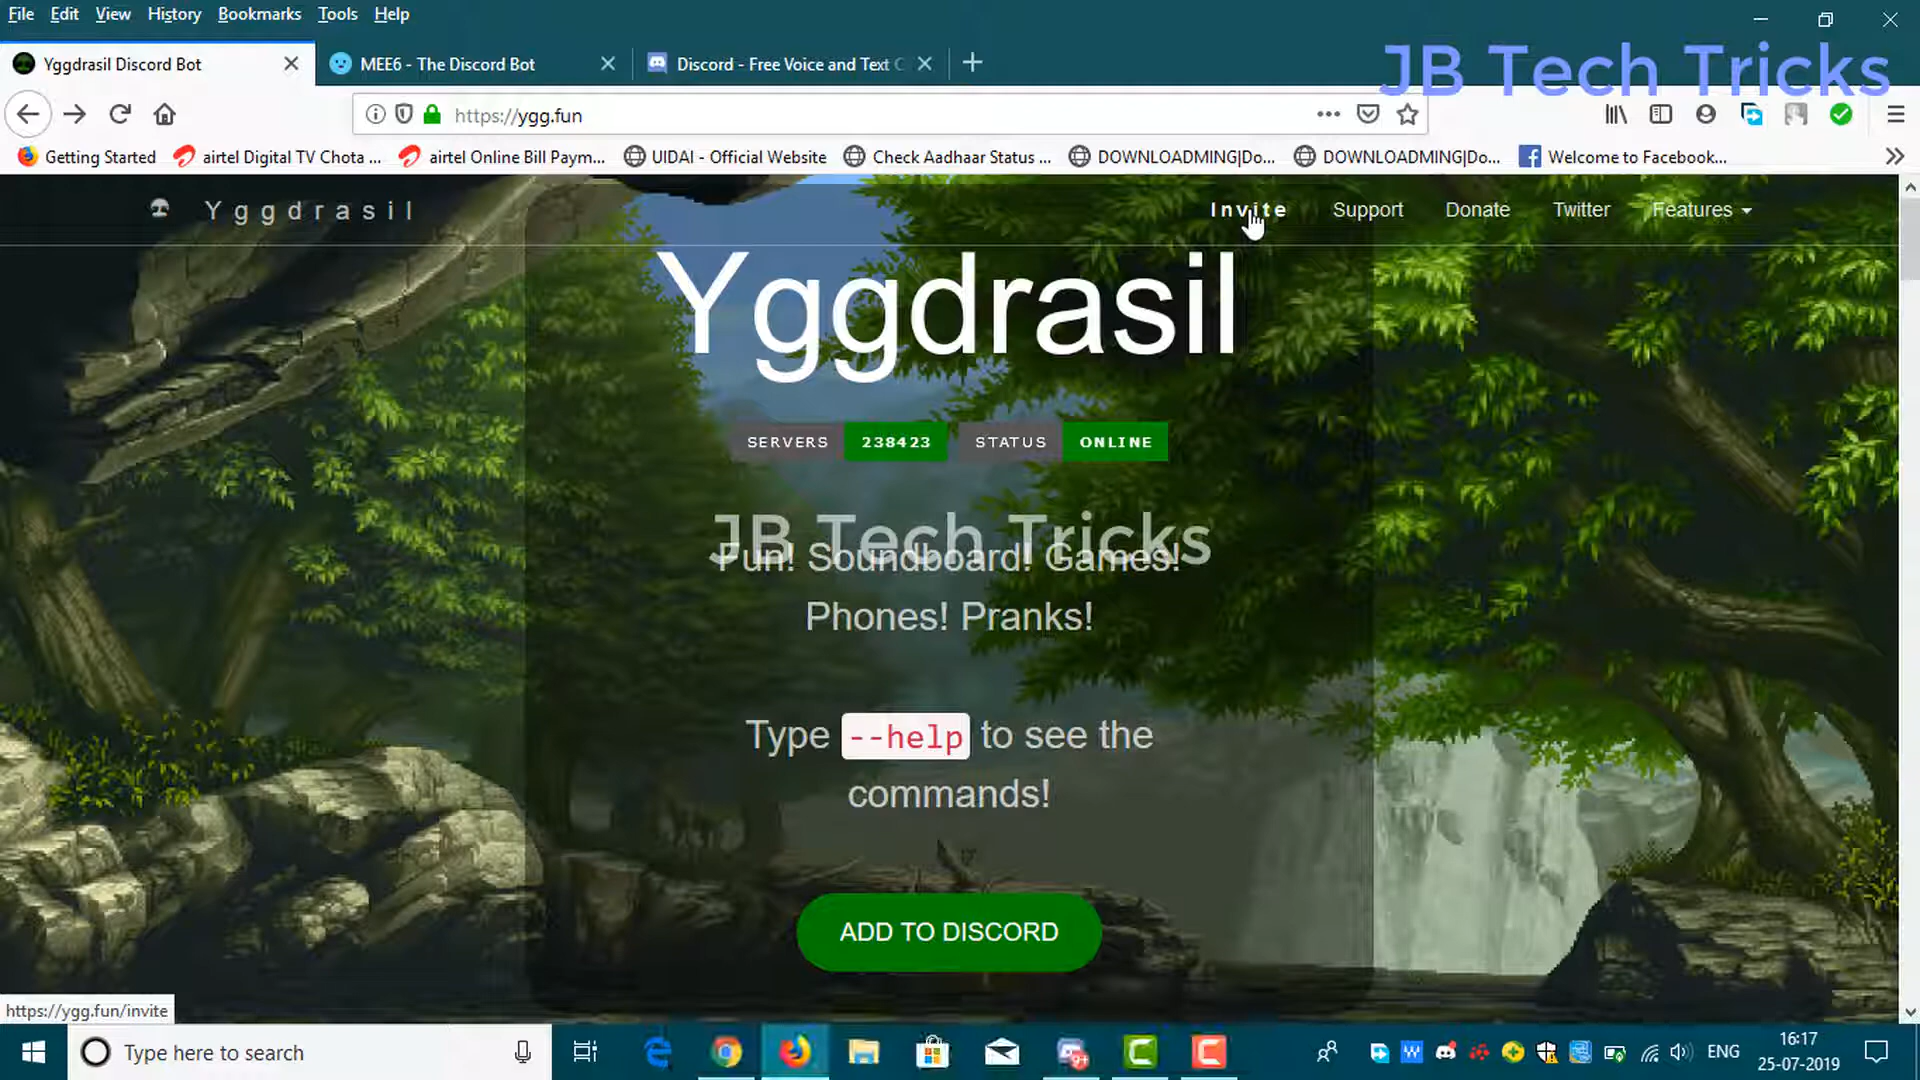 File Edit View History Bookmarks Tools Help
Yggdrasil Discord Bot
MEE6 - The Discord Bot
Discord - Free Voice and Text C
JB Tech Tricks
https://ygg.fun
Getting Started
airtel Digital TV Chota ...
airtel Online Bill Paym...
UIDAI - Official Website
Check Aadhaar Status ...
DOWNLOADMING|Do...
DOWNLOADMING|Do...
Welcome to Facebook...
Yggdrasil
Invite Support Donate Twitter Features
Yggdrasil
SERVERS 238423 STATUS ONLINE
JB Tech Tricks
Fun! Soundboard! Games!
Phones! Pranks!
Type --help to see the
commands!
ADD TO DISCORD
https://ygg.fun/invite
Type here to search
ENG
16:17
25-07-2019